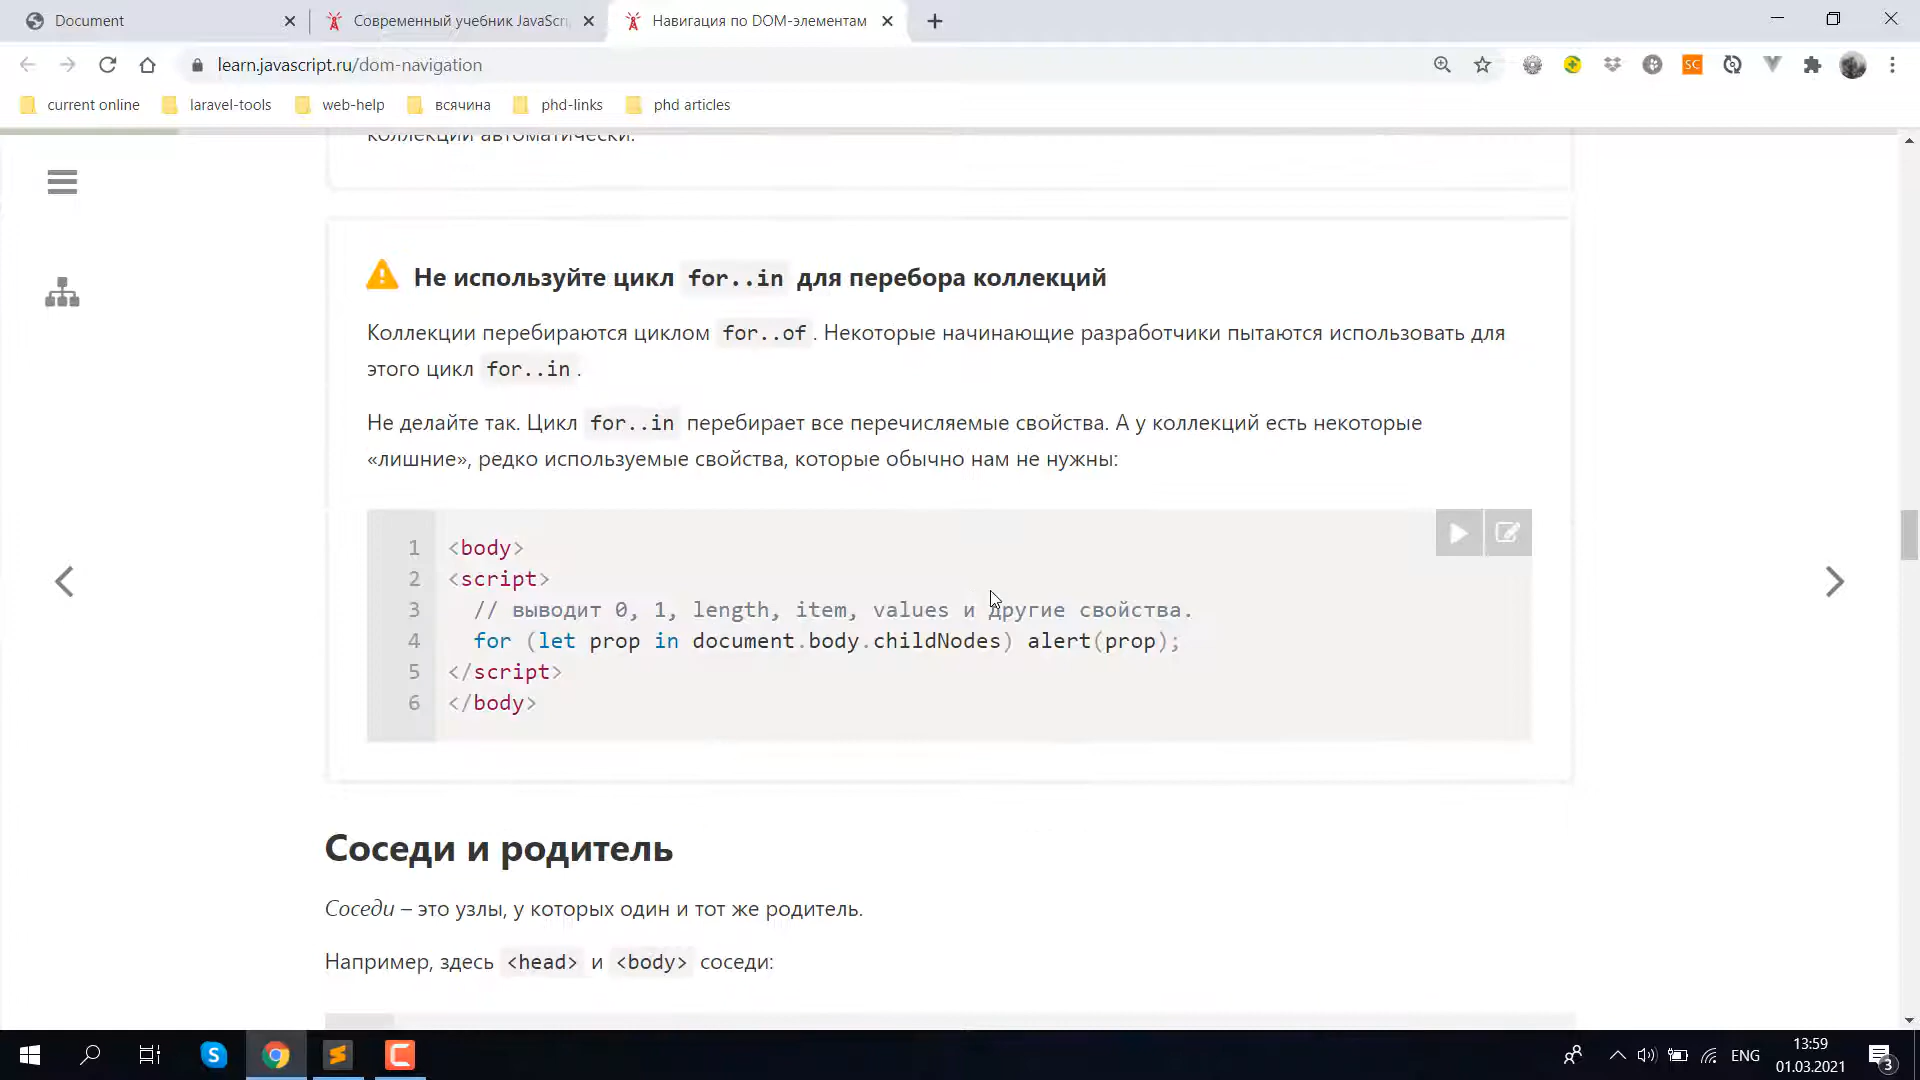 Document
Современный учебник JavaScri
Навигация по DOM-элементам
learn.javascript.ru/dom-navigation
SC
current online
laravel-tools
web-help
всячина
phd-links
phd articles
коллекции автоматически.
Не используйте цикл for..in для перебора коллекций
Коллекции перебираются циклом for..of. Некоторые начинающие разработчики пытаются использовать для
этого цикл for..in.
Не делайте так. Цикл for..in перебирает все перечисляемые свойства. А у коллекций есть некоторые
«лишние», редко используемые свойства, которые обычно нам не нужны:
1 <body>
2 <script>
3 // выводит 0, 1, length, item, values и другие свойства.
4 for (let prop in document.body.childNodes) alert(prop);
5 </script>
6 </body>
Соседи и родитель
Соседи – это узлы, у которых один и тот же родитель.
Например, здесь <head> и <body> соседи:
S
ENG
13:59
01.03.2021
3